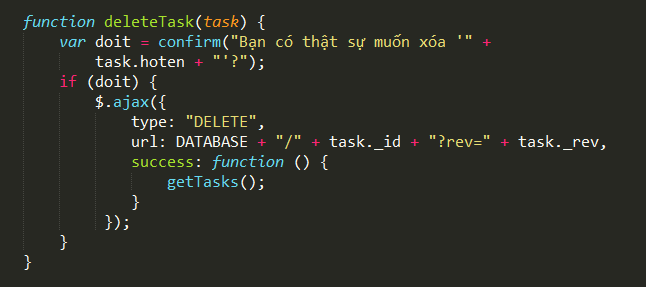 function deleteTask(task) {
    var doit = confirm("Bạn có thật sự muốn xóa '" +
        task.hoten + "'?");
    if (doit) {
        $.ajax({
            type: "DELETE",
            url: DATABASE + "/" + task._id + "?rev=" + task._rev,
            success: function () {
                getTasks();
            }
         });
    }
}